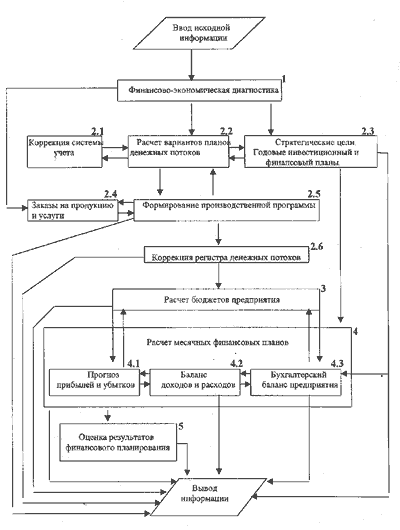 Ввод исходной
информации
1
Финансово-экономическая диагностика
2.1
Коррекция системы
учета
2.2
Расчет вариантов планов
денежных потоков
2.3
Стратегические цели
Годовые инвестиционный и
финансовый планы
2.4
Заказы на продукцию
и услуги
2.5
Формирование производственной программы
2.6
Коррекция регистра денежных потоков
3
Расчет бюджетов предприятия
4
Расчет месячных финансовых планов
4.1
Прогноз
прибылей и убытков
4.2
Баланс
доходов и расходов
4.3
Бухгалтерский
баланс предприятия
5
Оценка результатов
финансового планирования
Вывод
информации